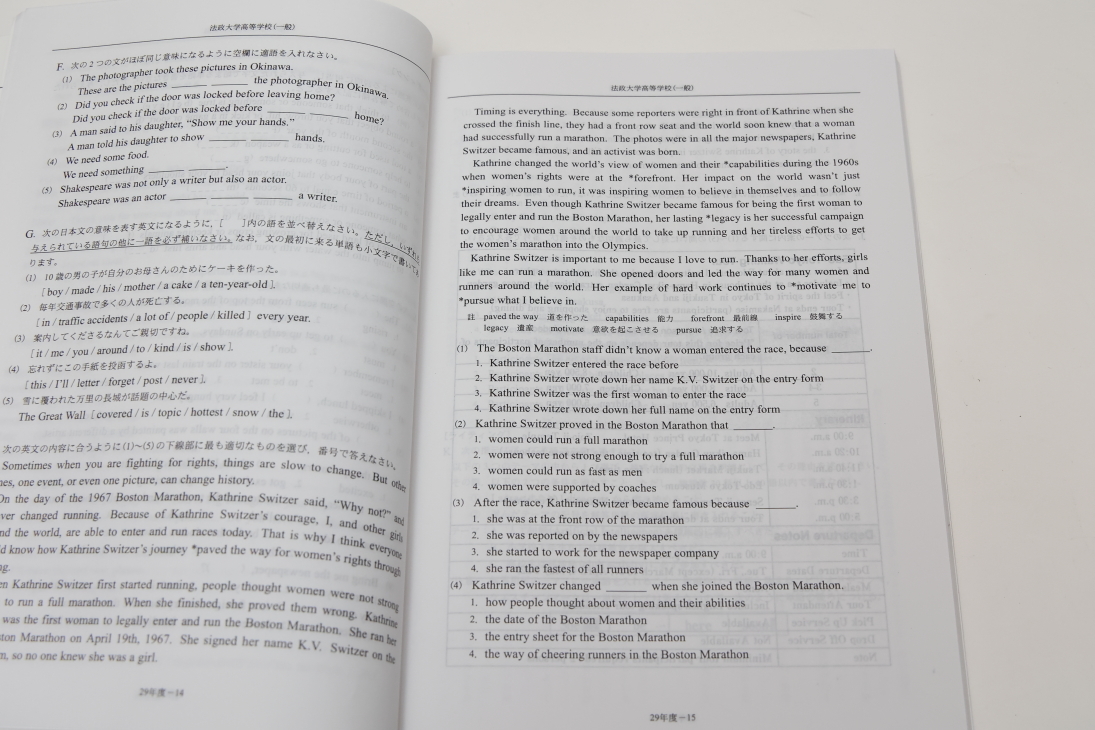 法政大学高等学校(一般)
F. 次の2つの文がほぼ同じ意味になるように空欄に適語を入れなさい。
(1) The photographer took these pictures in Okinawa.
These are the pictures ______ ______ the photographer in Okinawa.
(2) Did you check if the door was locked before leaving home?
Did you check if the door was locked before ______ ______ home?
(3) A man said to his daughter, “Show me your hands.”
A man told his daughter to show ______ ______ hands.
(4) We need some food.
We need something ______ ______.
(5) Shakespeare was not only a writer but also an actor.
Shakespeare was an actor ______ ______ ______ a writer.
G. 次の日本文の意味を表す英文になるように, [ ]内の語を並べ替えなさい。ただし, いずれ
与えられている語句の他に一語を必ず補いなさい。なお, 文の最初に来る単語も小文字で書いて
ります。
(1) 10歳の男の子が自分のお母さんのためにケーキを作った。
[ boy / made / his / mother / a cake / a ten-year-old ].
(2) 毎年交通事故で多くの人が死亡する。
[ in / traffic accidents / a lot of / people / killed ] every year.
(3) 案内してくださるなんてご親切ですね。
[ it / me / you / around / to / kind / is / show ].
(4) 忘れずにこの手紙を投函するよ。
[ this / I’ll / letter / forget / post / never ].
(5) 雪に覆われた万里の長城が話題の中心だ。
The Great Wall [ covered / is / topic / hottest / snow / the ].
次の英文の内容に合うように(1)~(5)の下線部に最も適切なものを選び, 番号で答えなさい。
Sometimes when you are fighting for rights, things are slow to change. But other
es, one event, or even one picture, can change history.
On the day of the 1967 Boston Marathon, Kathrine Switzer said, “Why not?” and
ver changed running. Because of Kathrine Switzer’s courage, I, and other girls
nd the world, are able to enter and run races today. That is why I think everyone
d know how Kathrine Switzer’s journey *paved the way for women’s rights through
g.
en Kathrine Switzer first started running, people thought women were not strong
to run a full marathon. When she finished, she proved them wrong. Kathrine
was the first woman to legally enter and run the Boston Marathon. She ran her
ton Marathon on April 19th, 1967. She signed her name K.V. Switzer on the
n, so no one knew she was a girl.
29年度-14
法政大学高等学校(一般)
Timing is everything. Because some reporters were right in front of Kathrine when she
crossed the finish line, they had a front row seat and the world soon knew that a woman
had successfully run a marathon. The photos were in all the major newspapers, Kathrine
Switzer became famous, and an activist was born.
Kathrine changed the world’s view of women and their *capabilities during the 1960s
when women’s rights were at the *forefront. Her impact on the world wasn’t just
*inspiring women to run, it was inspiring women to believe in themselves and to follow
their dreams. Even though Kathrine Switzer became famous for being the first woman to
legally enter and run the Boston Marathon, her lasting *legacy is her successful campaign
to encourage women around the world to take up running and her tireless efforts to get
the women’s marathon into the Olympics.
Kathrine Switzer is important to me because I love to run. Thanks to her efforts, girls
like me can run a marathon. She opened doors and led the way for many women and
runners around the world. Her example of hard work continues to *motivate me to
*pursue what I believe in.
註 paved the way 道を作った capabilities 能力 forefront 最前線 inspire 鼓舞する
legacy 遺産 motivate 意欲を起こさせる pursue 追求する
(1) The Boston Marathon staff didn’t know a woman entered the race, because ______.
1. Kathrine Switzer entered the race before
2. Kathrine Switzer wrote down her name K.V. Switzer on the entry form
3. Kathrine Switzer was the first woman to enter the race
4. Kathrine Switzer wrote down her full name on the entry form
(2) Kathrine Switzer proved in the Boston Marathon that ______.
1. women could run a full marathon
2. women were not strong enough to try a full marathon
3. women could run as fast as men
4. women were supported by coaches
(3) After the race, Kathrine Switzer became famous because ______.
1. she was at the front row of the marathon
2. she was reported on by the newspapers
3. she started to work for the newspaper company
4. she ran the fastest of all runners
(4) Kathrine Switzer changed ______ when she joined the Boston Marathon.
1. how people thought about women and their abilities
2. the date of the Boston Marathon
3. the entry sheet for the Boston Marathon
4. the way of cheering runners in the Boston Marathon
29年度-15